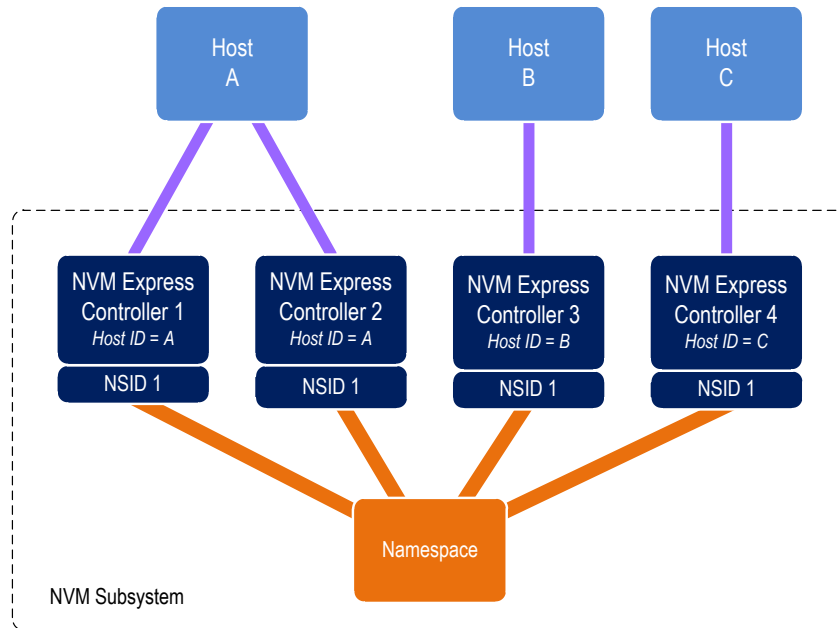 Host
A
Host
B
Host
C
NVM Express
Controller 1
Host ID = A
NVM Express
Controller 2
Host ID = A
NVM Express
Controller 3
Host ID = B
NVM Express
Controller 4
Host ID = C
NSID 1
NSID 1
NSID 1
NSID 1
Namespace
NVM Subsystem